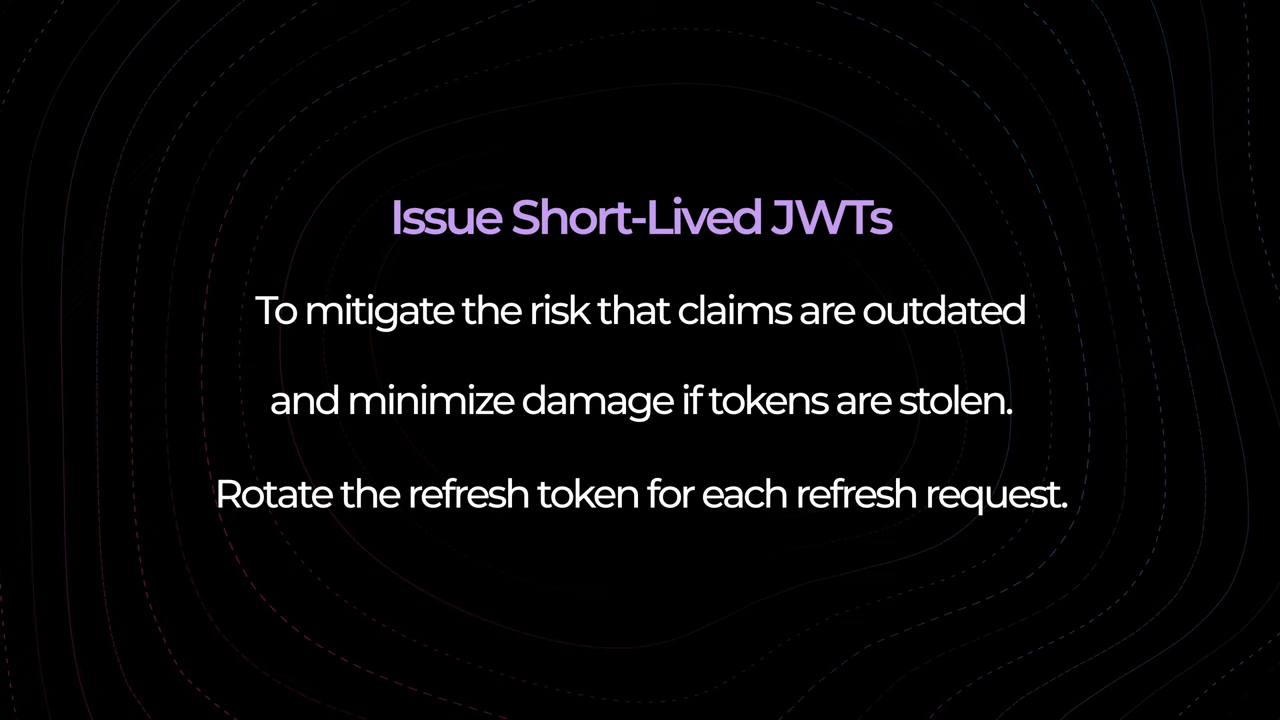 Issue Short-Lived JWTs
To mitigate the risk that claims are outdated
and minimize damage if tokens are stolen.
Rotate the refresh token for each refresh request.